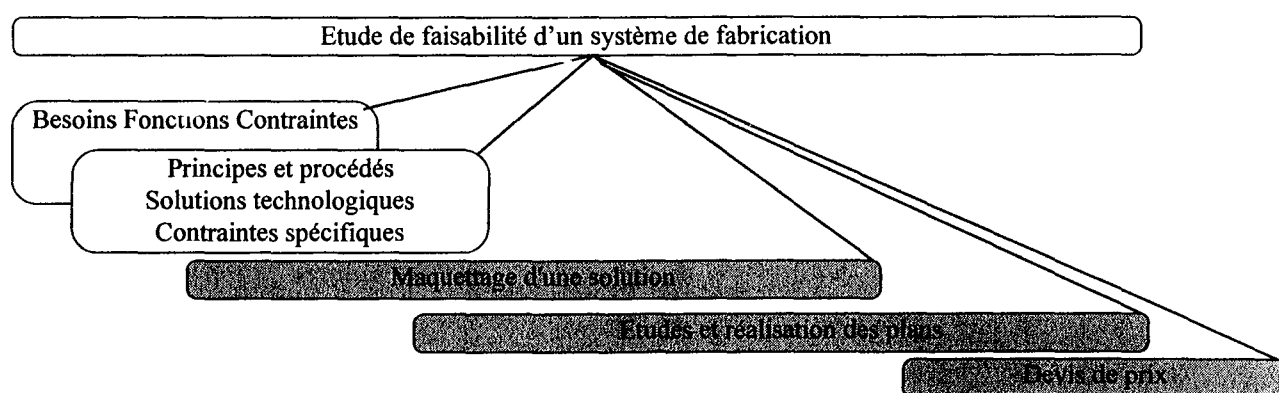 Etude de faisabilité d'un système de fabrication
Besoins Fonctions Contraintes
Principes et procédés
Solutions technologiques
Contraintes spécifiques
Maquettage d'une solution
Etudes et réalisation des plans
Devis de prix